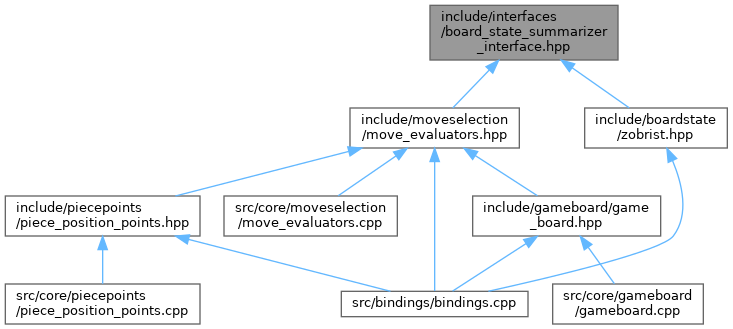 include/interfaces
/board_state_summarizer
_interface.hpp
include/moveselection
/move_evaluators.hpp
include/boardstate
/zobrist.hpp
include/piecepoints
/piece_position_points.hpp
src/core/moveselection
/move_evaluators.cpp
include/gameboard/game
_board.hpp
src/core/piecepoints
/piece_position_points.cpp
src/bindings/bindings.cpp
src/core/gameboard
/gameboard.cpp